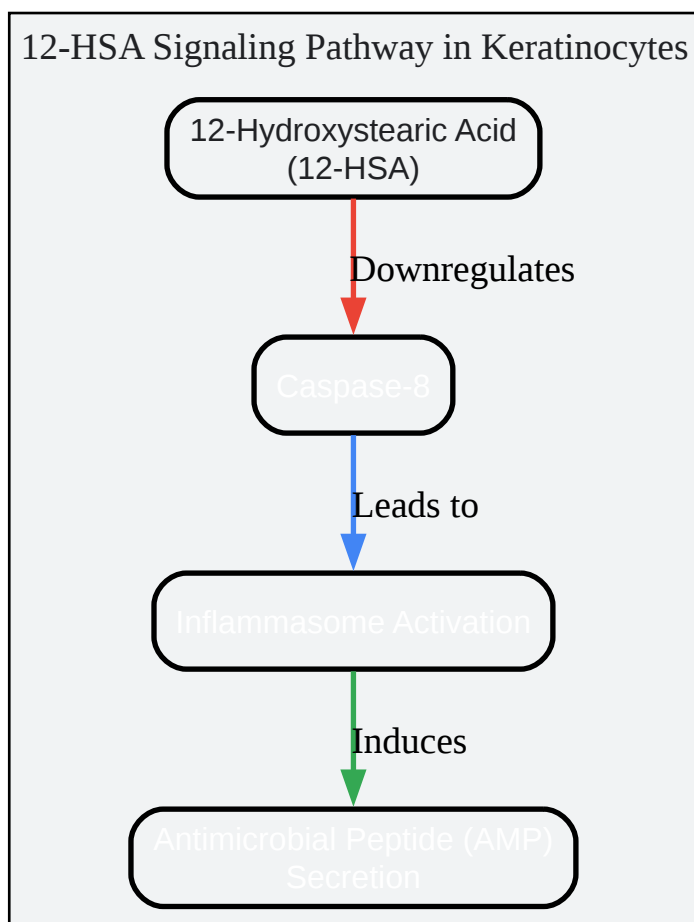 12-HSA Signaling Pathway in Keratinocytes
12-Hydroxystearic Acid
(12-HSA)
Downregulates
Caspase-8
Leads to
Inflammasome Activation
Induces
Antimicrobial Peptide (AMP)
Secretion